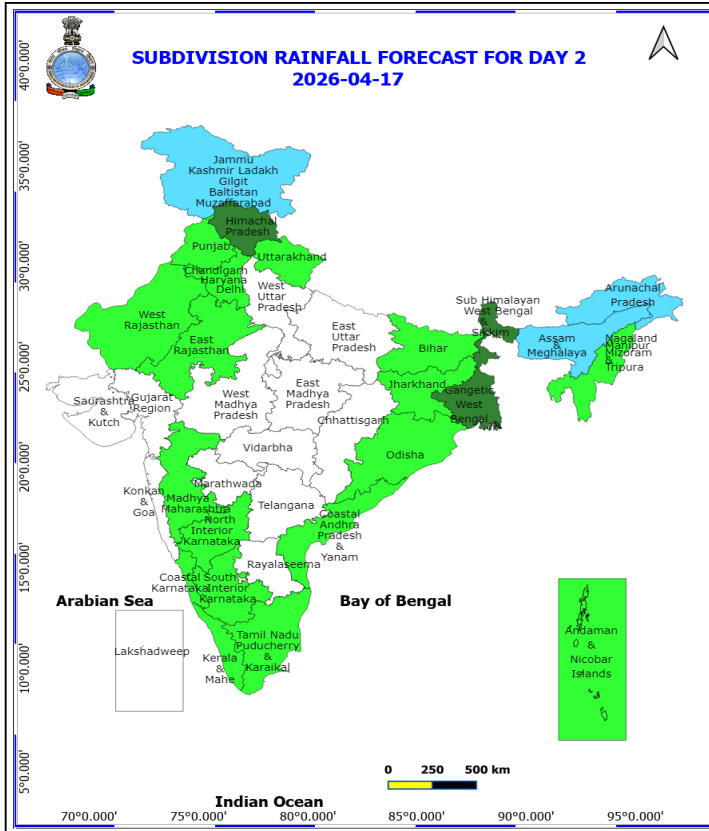 SUBDIVISION RAINFALL FORECAST FOR DAY 2
2026-04-17
40°0.000'
35°0.000'
30°0.000'
25°0.000'
20°0.000'
15°0.000'
10°0.000'
5°0.000'
Jammu
Kashmir Ladakh
Gilgit
Baltistan
Muzaffarabad
Himachal
Pradesh
Punjab
Uttarakhand
Chandigarh
Haryana
Delhi
West
Uttar
Pradesh
West
Rajasthan
East
Rajasthan
East
Uttar
Pradesh
Sub Himalayan
West Bengal
&
Sikkim
Arunachal
Pradesh
Assam
&
Meghalaya
Nagaland
Manipur
Mizoram
&
Tripura
Bihar
Jharkhand
Gangetic
West
Bengal
Saurashtra
&
Kutch
Gujarat
Region
West
Madhya
Pradesh
East
Madhya
Pradesh
Chhattisgarh
Odisha
Vidarbha
Konkan
&
Goa
Madhya
Maharashtra
Marathwada
Telangana
North
Interior
Karnataka
Coastal
Andhra
Pradesh
&
Yanam
Rayalaseema
Coastal
Karnataka
South
Interior
Karnataka
Arabian Sea
Bay of Bengal
Lakshadweep
Kerala
&
Mahe
Tamil Nadu
Puducherry
&
Karaikal
Andaman
&
Nicobar
Islands
0 250 500 km
Indian Ocean
70°0.000' 75°0.000' 80°0.000' 85°0.000' 90°0.000' 95°0.000'